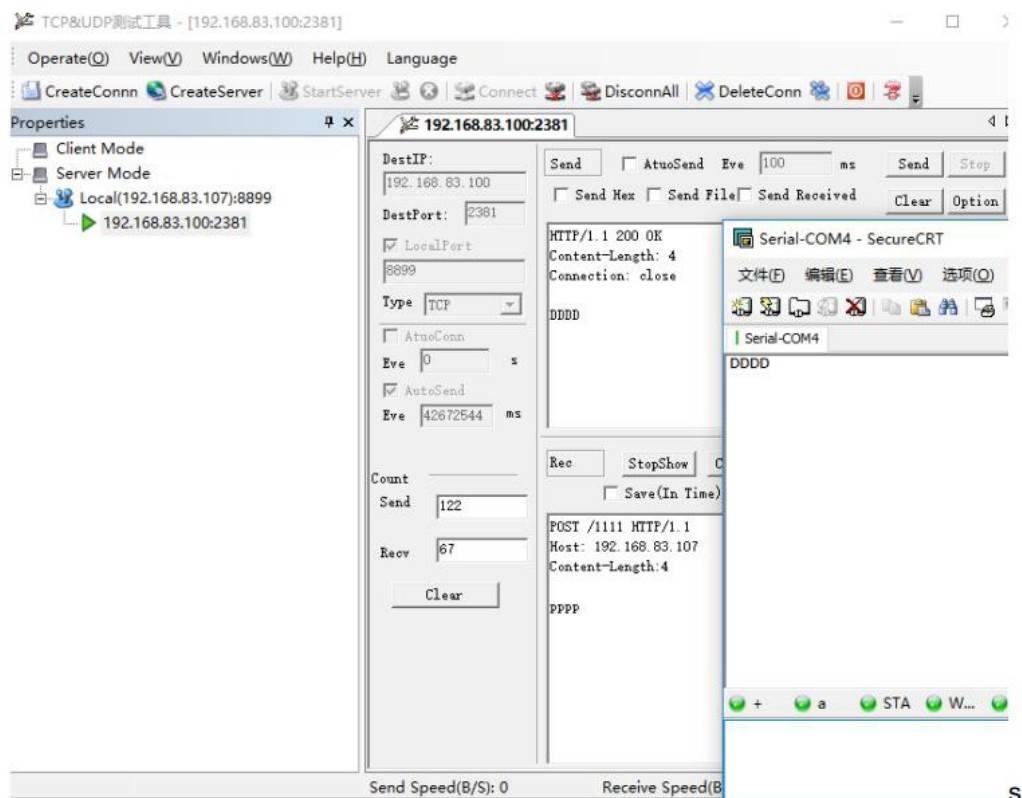 TCP&UDP测试工具 - [192.168.83.100:2381]
Operate(O) View(V) Windows(W) Help(H) Language
CreateConnn CreateServer StartServer Connect DisconnAll DeleteConn
Properties
Client Mode
Server Mode
Local(192.168.83.107):8899
192.168.83.100:2381
192.168.83.100:2381
DestIP:
192.168.83.100
DestPort: 2381
LocalPort
8899
Type TCP
AtuoConn
Eve 0 s
AutoSend
Eve 42672544 ms
Count
Send 122
Recv 67
Clear
Send AtuoSend Eve 100 ms Send Stop
Send Hex Send File Send Received Clear Option
HTTP/1.1 200 OK
Content-Length: 4
Connection: close
DDDD
Rec StopShow
Save(In Time)
POST /1111 HTTP/1.1
Host: 192.168.83.107
Content-Length:4
PPPP
Serial-COM4 - SecureCRT
文件(F) 编辑(E) 查看(V) 选项(O)
Serial-COM4
DDDD
+ a STA W...
Send Speed(B/S): 0 Receive Speed(B
S